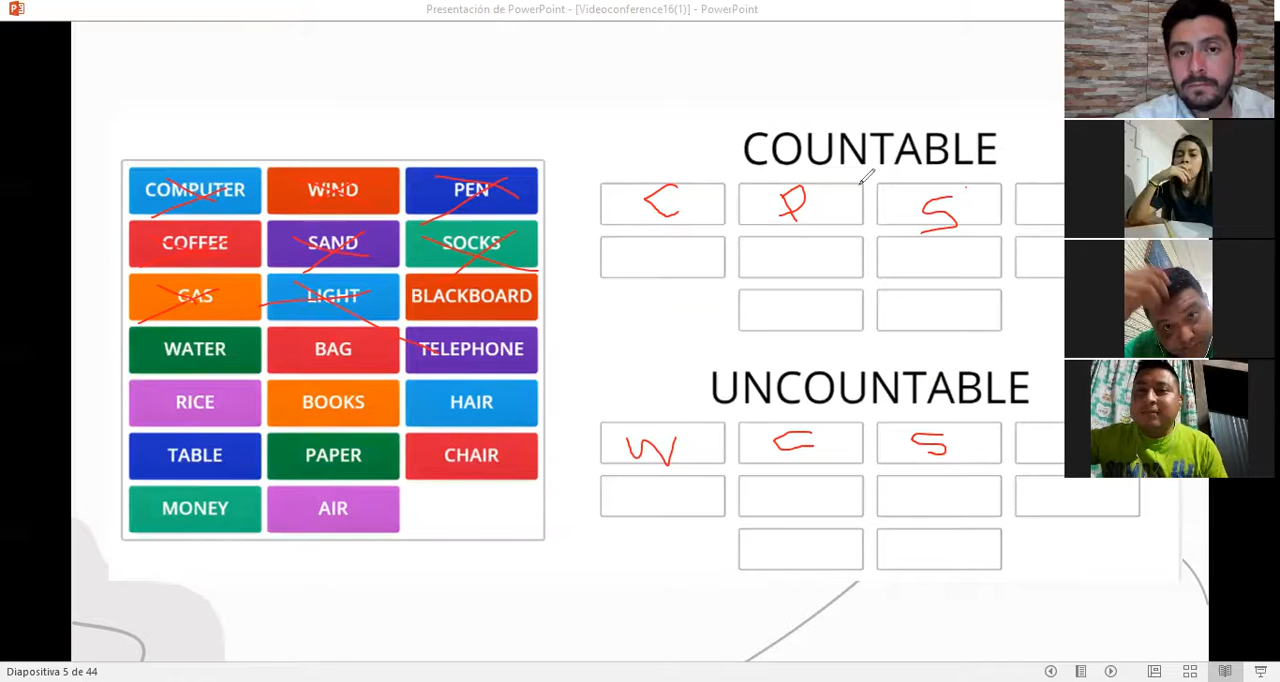 Presentación de PowerPoint - [Videoconference16(1)] - PowerPoint
COUNTABLE
COMPUTER WIND PEN
C P S
COFFEE SAND SOCKS
GAS LIGHT BLACKBOARD
WATER BAG TELEPHONE
UNCOUNTABLE
RICE BOOKS HAIR
TABLE PAPER CHAIR
W C S
MONEY AIR
Diapositiva 5 de 44